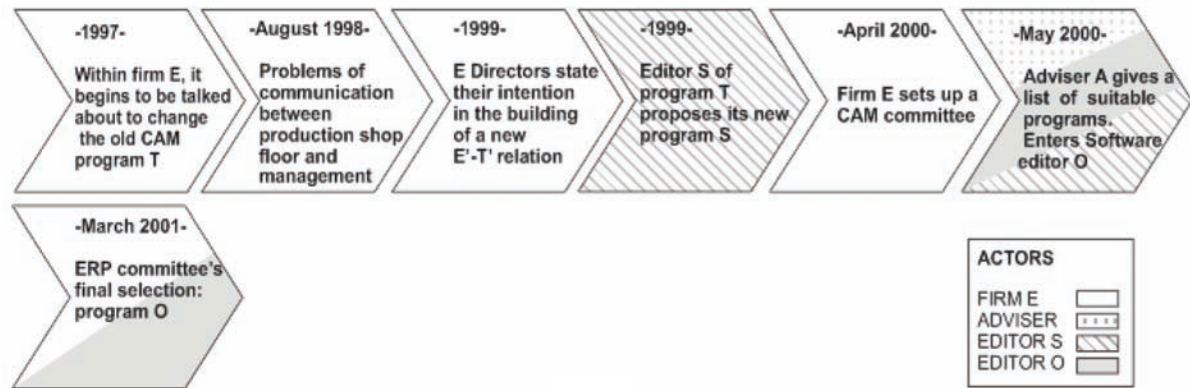 -1997-
Within firm E, it
begins to be talked
about to change
the old CAM
program T
-August 1998-
Problems of
communication
between
production shop
floor and
management
-1999-
E Directors state
their intention
in the building
of a new
E'-T' relation
-1999-
Editor S of
program T
proposes its new
program S
-April 2000-
Firm E sets up a
CAM committee
-May 2000-
Adviser A gives a
list of suitable
programs.
Enters Software
editor O
-March 2001-
ERP committee's
final selection:
program O
ACTORS
FIRM E
ADVISER
EDITOR S
EDITOR O